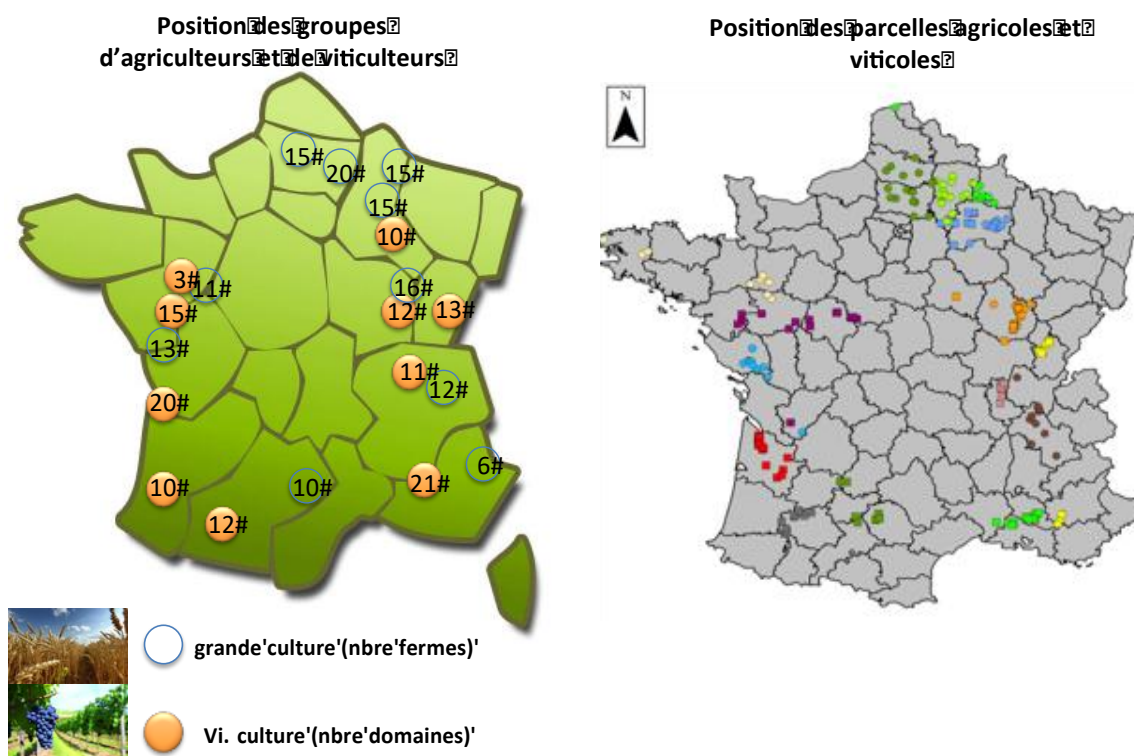 Position des groupes
d'agriculteurs et de viticulteurs
Position des parcelles agricoles et
viticoles
N
15#
20#
15#
15#
10#
3#
11#
16#
15#
12#
13#
13#
11#
12#
20#
6#
21#
10#
10#
12#
grande'culture'(nbre'fermes)'
Vi. culture'(nbre'domaines)'